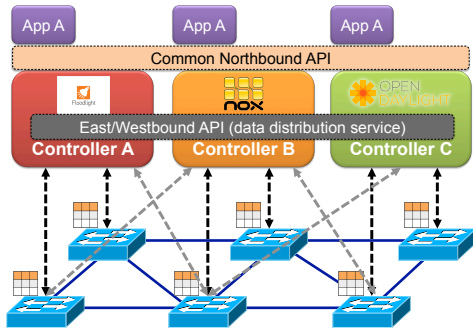 App A
App A
App A
Common Northbound API
Floodlight
NOX
OPEN
DAYLIGHT
East/Westbound API (data distribution service)
Controller A
Controller B
Controller C